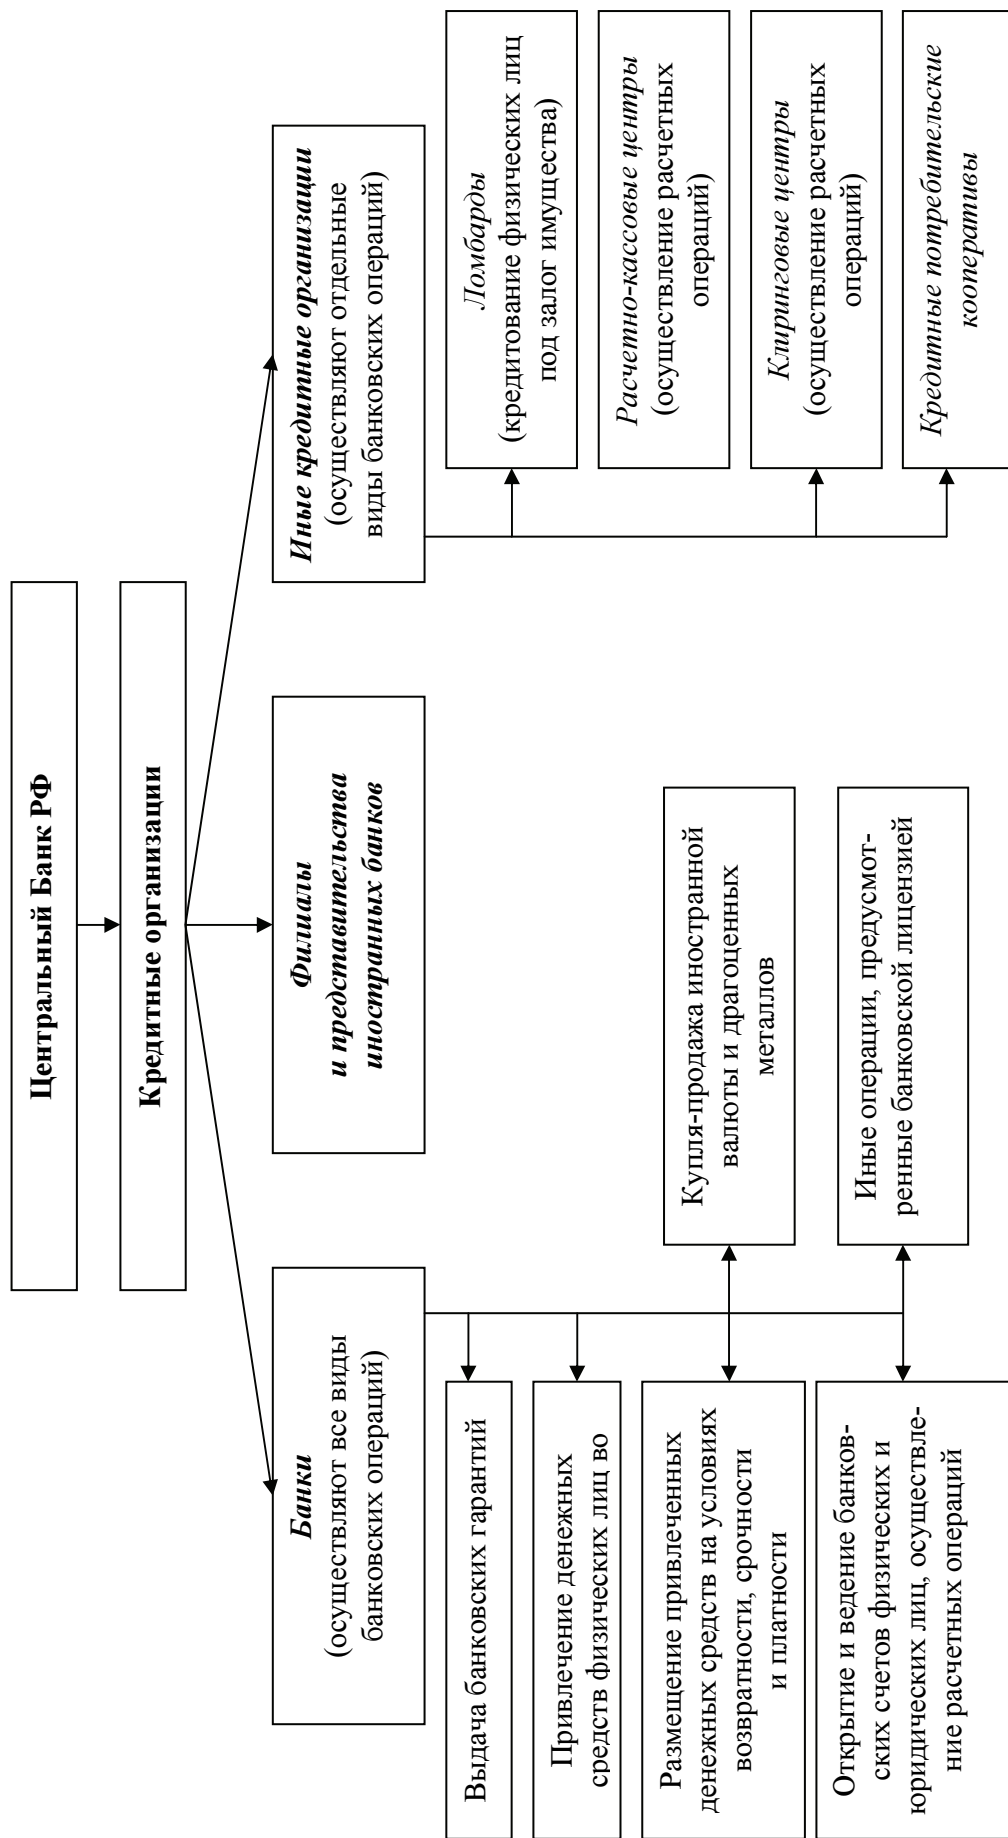 Центральный Банк РФ
Кредитные организации
Банки
(осуществляют все виды
банковских операций)
Филиалы
и представительства
иностранных банков
Иные кредитные организации
(осуществляют отдельные
виды банковских операций)
Выдача банковских гарантий
Привлечение денежных
средств физических лиц во
Размещение привлеченных
денежных средств на условиях
возвратности, срочности
и платности
Открытие и ведение банков-
ских счетов физических и
юридических лиц, осуществле-
ние расчетных операций
Купля-продажа иностранной
валюты и драгоценных
металлов
Иные операции, предусмот-
ренные банковской лицензией
Ломбарды
(кредитование физических лиц
под залог имущества)
Расчетно-кассовые центры
(осуществление расчетных
операций)
Клиринговые центры
(осуществление расчетных
операций)
Кредитные потребительские
кооперативы